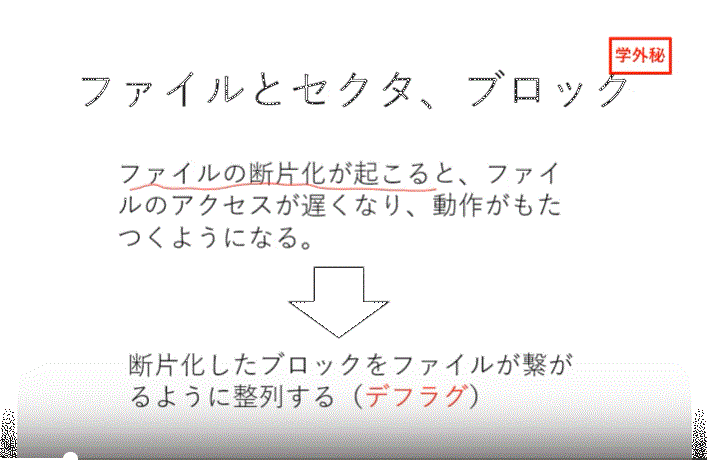 学外秘
ファイルとセクタ、ブロック
ファイルの断片化が起こると、ファイ
ルのアクセスが遅くなり、動作がもた
つくようになる。
断片化したブロックをファイルが繋が
るように整列する（デフラグ）